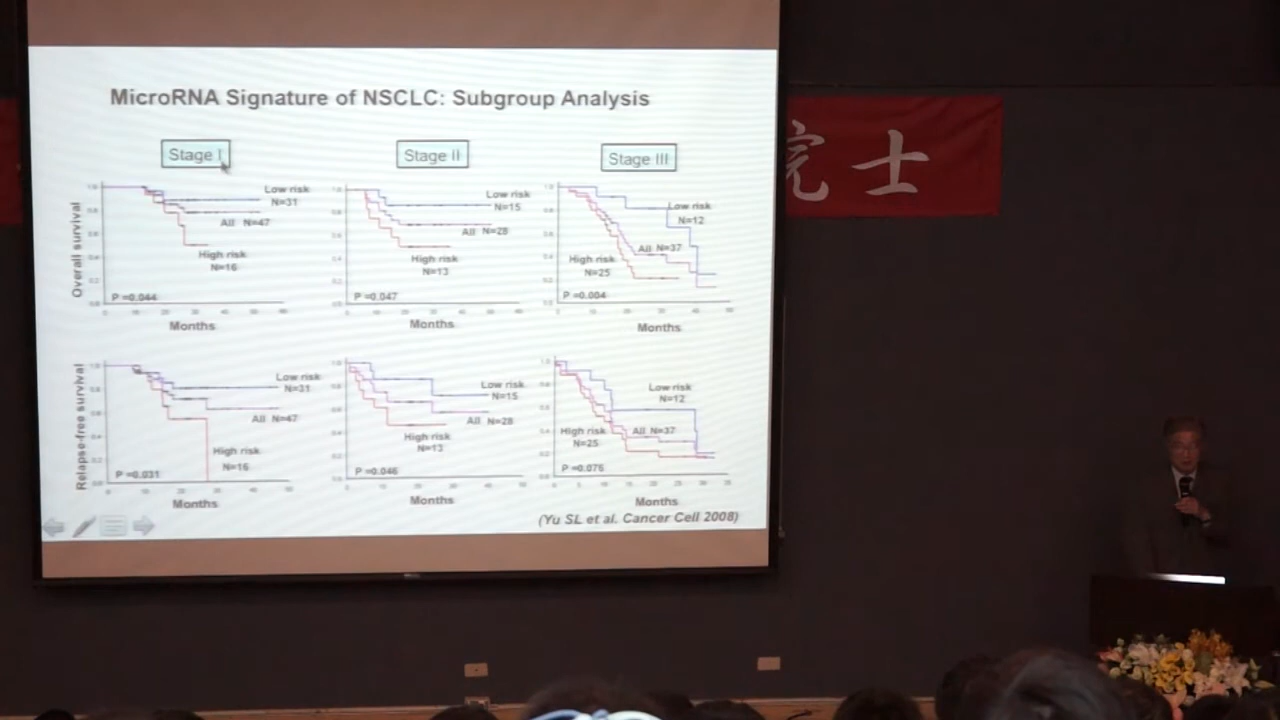 MicroRNA Signature of NSCLC: Subgroup Analysis
Stage I
Stage II
Stage III
Overall survival
Low risk
N=31
All N=47
High risk
N=16
P =0.044
Months
Low risk
N=15
All N=28
High risk
N=13
P =0.047
Months
Low risk
N=12
All N=37
High risk
N=25
P =0.004
Months
Relapse-free survival
Low risk
N=31
All N=47
High risk
N=16
P =0.031
Months
Low risk
N=15
All N=28
High risk
N=13
P =0.046
Months
Low risk
N=12
All N=37
High risk
N=25
P =0.076
Months
(Yu SL et al. Cancer Cell 2008)
院士